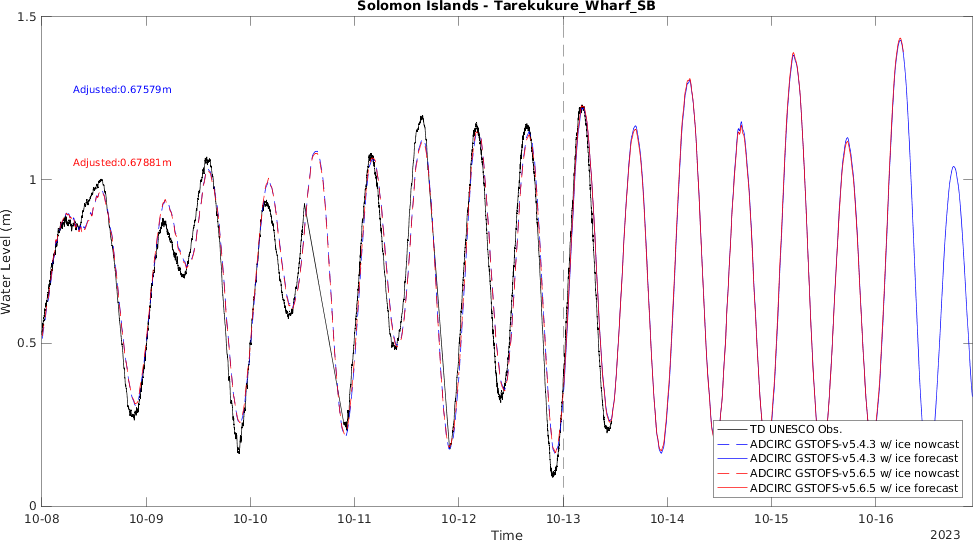 Solomon Islands - Tarekukure_Wharf_SB
1.5
Adjusted:0.67579m
Adjusted:0.67881m
1
Water Level (m)
0.5
TD UNESCO Obs.
ADCIRC GSTOFS-v5.4.3 w/ ice nowcast
ADCIRC GSTOFS-v5.4.3 w/ ice forecast
ADCIRC GSTOFS-v5.6.5 w/ ice nowcast
ADCIRC GSTOFS-v5.6.5 w/ ice forecast
0
10-08 10-09 10-10 10-11 10-12 10-13 10-14 10-15 10-16
Time 2023